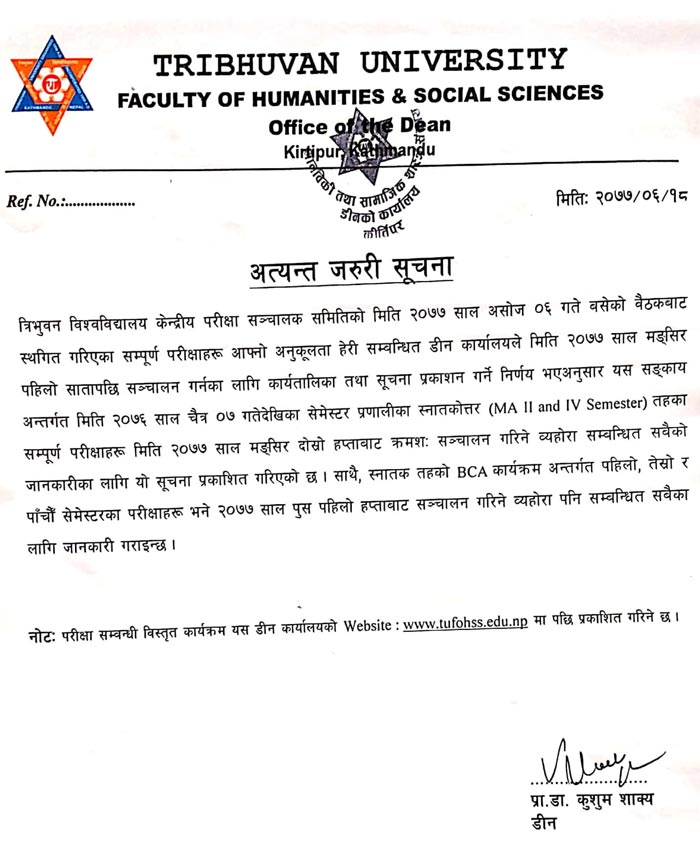 TRIBHUVAN UNIVERSITY
FACULTY OF HUMANITIES & SOCIAL SCIENCES
Office of the Dean
Kirtipur, Kathmandu
मानविकी तथा सामाजिक शास्त्र
डीनको कार्यालय
कीर्तिपुर
Ref. No.:..................
मिति: २०७७/०६/१८
अत्यन्त जरुरी सूचना
त्रिभुवन विश्वविद्यालय केन्द्रीय परीक्षा सञ्चालक समितिको मिति २०७७ साल असोज ०६ गते बसेको बैठकबाट
स्थगित गरिएका सम्पूर्ण परीक्षाहरू आफ्नो अनुकूलता हेरी सम्बन्धित डीन कार्यालयले मिति २०७७ साल मङ्सिर
पहिलो सातापछि सञ्चालन गर्नका लागि कार्यतालिका तथा सूचना प्रकाशन गर्ने निर्णय भएअनुसार यस सङ्काय
अन्तर्गत मिति २०७६ साल चैत्र ०७ गतेदेखिका सेमेस्टर प्रणालीका स्नातकोत्तर (MA II and IV Semester) तहका
सम्पूर्ण परीक्षाहरू मिति २०७७ साल मङ्सिर दोस्रो हप्ताबाट क्रमशः सञ्चालन गरिने व्यहोरा सम्बन्धित सबैको
जानकारीका लागि यो सूचना प्रकाशित गरिएको छ । साथै, स्नातक तहको BCA कार्यक्रम अन्तर्गत पहिलो, तेस्रो र
पाँचौँ सेमेस्टरका परीक्षाहरू भने २०७७ साल पुस पहिलो हप्ताबाट सञ्चालन गरिने व्यहोरा पनि सम्बन्धित सबैका
लागि जानकारी गराइन्छ ।
नोट: परीक्षा सम्बन्धी विस्तृत कार्यक्रम यस डीन कार्यालयको Website : www.tufohss.edu.np मा पछि प्रकाशित गरिने छ ।
प्रा.डा. कुशुम शाक्य
डीन